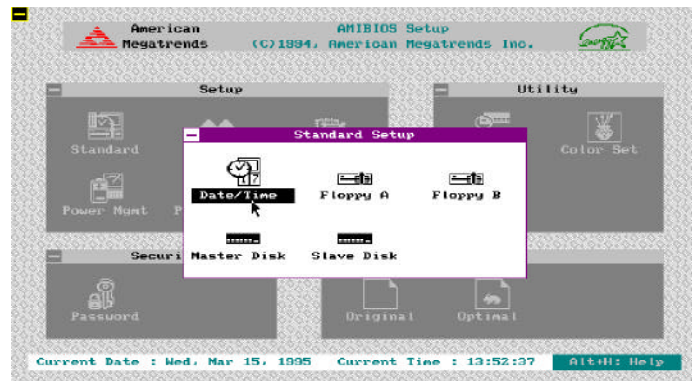 American
Megatrends
AMIBIOS Setup
(C)1994, American Megatrends Inc.
Setup
Utility
Standard
Color Set
Power Mgmt
Standard Setup
Date/Time
Floppy A
Floppy B
Master Disk
Slave Disk
Securi
Password
Original
Optimal
Current Date : Wed, Mar 15, 1995
Current Time : 13:52:37
Alt+H: Help